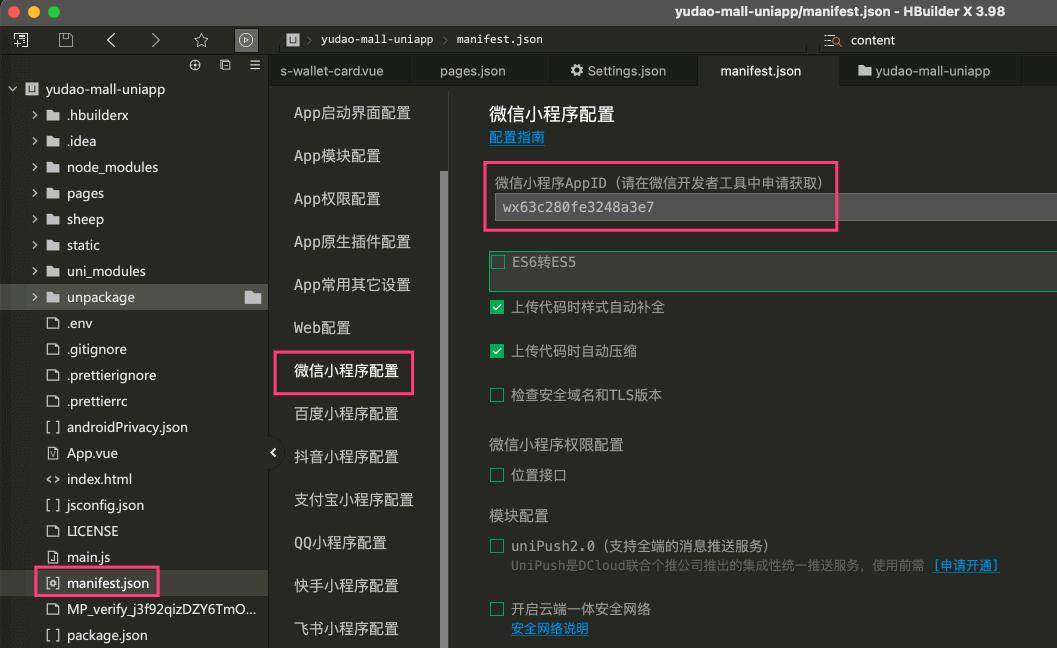 yudao-mall-uniapp/manifest.json - HBuilder X 3.98
yudao-mall-uniapp
manifest.json
content
s-wallet-card.vue
pages.json
Settings.json
manifest.json
yudao-mall-uniapp
yudao-mall-uniapp
.hbuilderx
.idea
node_modules
pages
sheep
static
uni_modules
unpackage
.env
.gitignore
.prettierignore
.prettierrc
androidPrivacy.json
App.vue
index.html
jsconfig.json
LICENSE
main.js
manifest.json
MP_verify_j3f92qizDZY6TmO...
package.json
App启动界面配置
App模块配置
App权限配置
App原生插件配置
App常用其它设置
Web配置
微信小程序配置
百度小程序配置
抖音小程序配置
支付宝小程序配置
QQ小程序配置
快手小程序配置
飞书小程序配置
微信小程序配置
配置指南
微信小程序AppID（请在微信开发者工具中申请获取）
wx63c280fe3248a3e7
ES6转ES5
上传代码时样式自动补全
上传代码时自动压缩
检查安全域名和TLS版本
微信小程序权限配置
位置接口
模块配置
uniPush2.0（支持全端的消息推送服务）
UniPush是DCloud联合个推公司推出的集成性统一推送服务，使用前需 [申请开通]
开启云端一体安全网络
安全网络说明